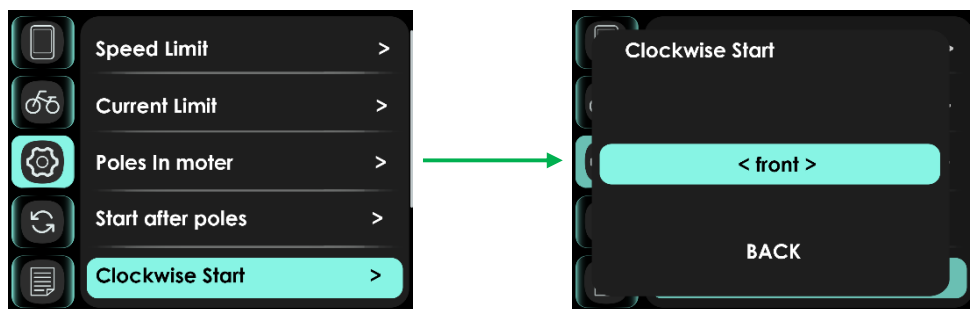 Speed Limit >
Current Limit >
Poles In moter >
Start after poles >
Clockwise Start >
Clockwise Start
< front >
BACK